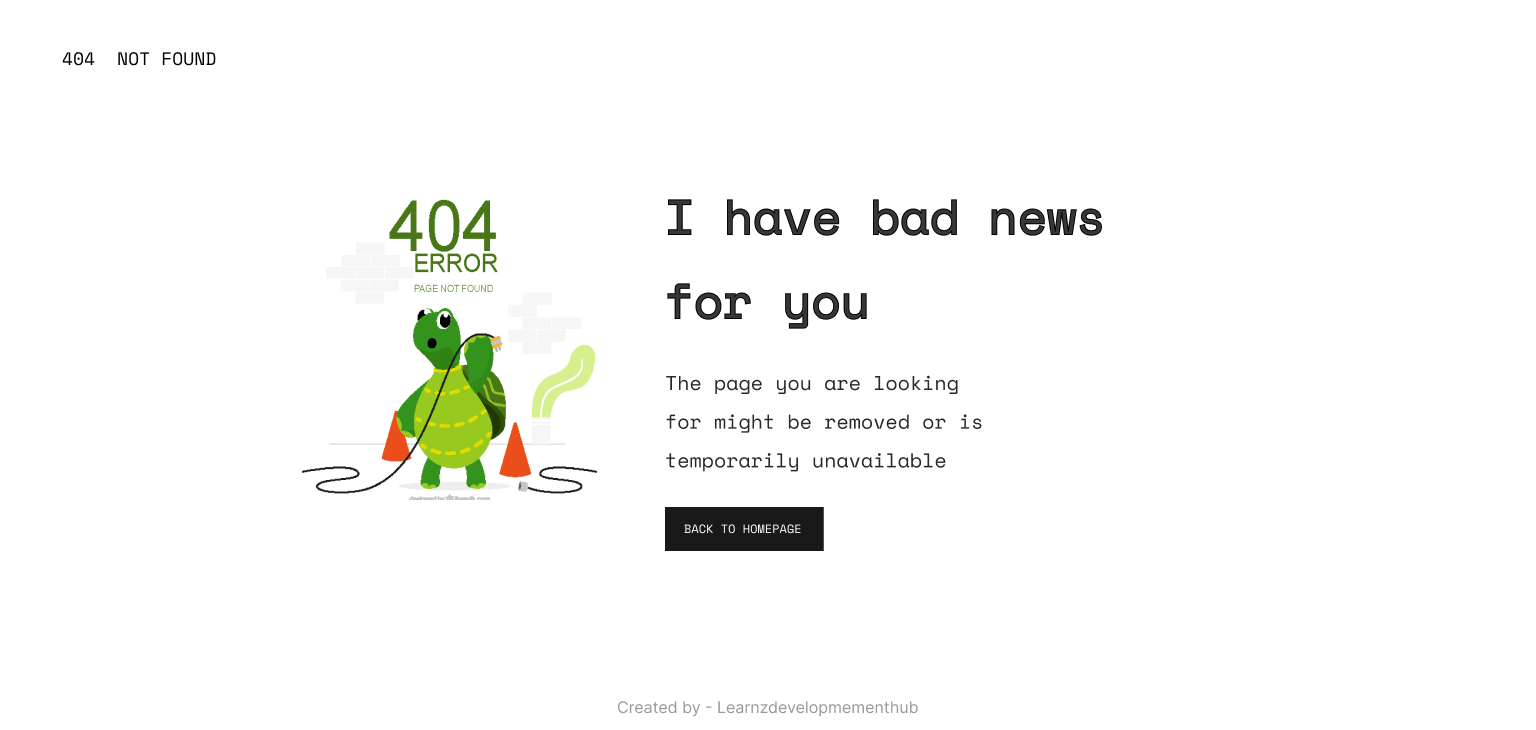 404 NOT FOUND
404
ERROR
PAGE NOT FOUND
I have bad news
for you
The page you are looking
for might be removed or is
temporarily unavailable
BACK TO HOMEPAGE
Created by - Learnzdevelopmementhub